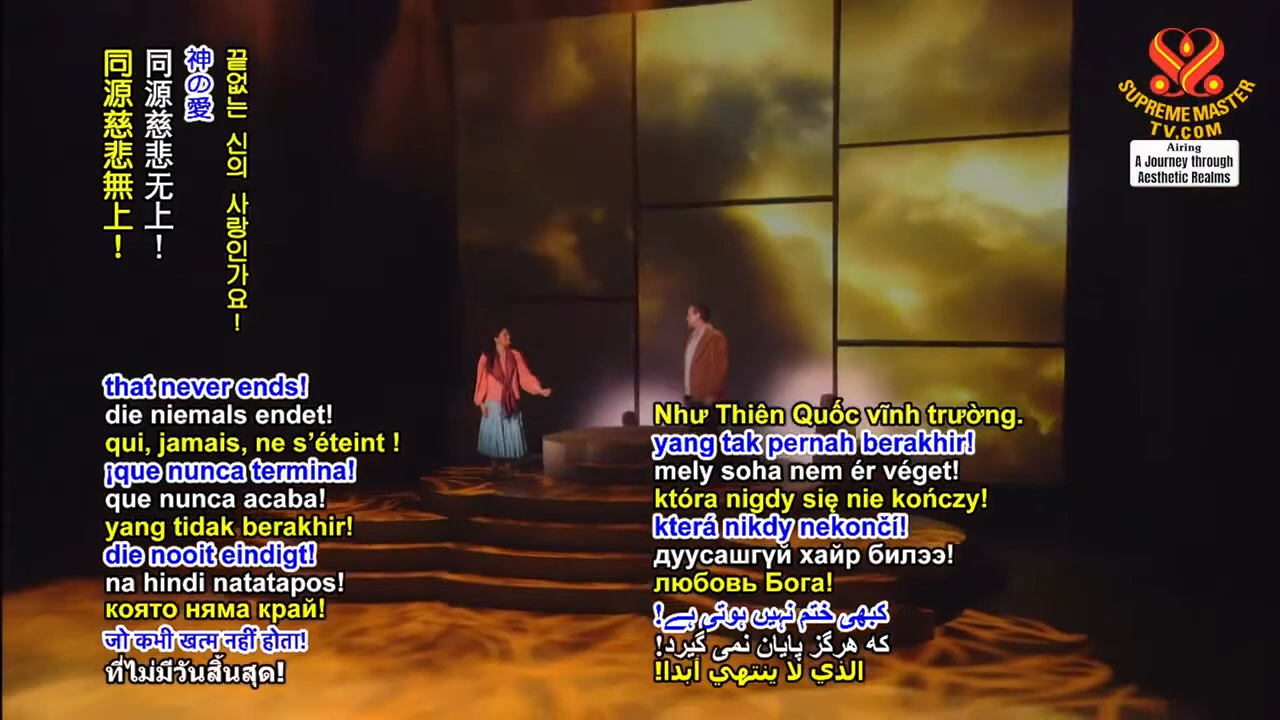 同源慈悲無上！
同源慈悲无上！
神の愛
끝없는 신의 사랑인가요!
SUPREME MASTER
TV.COM
Airing
A Journey through
Aesthetic Realms
that never ends!
die niemals endet!
qui, jamais, ne s’éteint !
¡que nunca termina!
que nunca acaba!
yang tidak berakhir!
die nooit eindigt!
na hindi natatapos!
която няма край!
जो कभी खत्म नहीं होता!
ที่ไม่มีวันสิ้นสุด!
Như Thiên Quốc vĩnh trường.
yang tak pernah berakhir!
mely soha nem ér véget!
która nigdy się nie kończy!
která nikdy nekončí!
дуусашгүй хайр билээ!
любовь Бога!
کبھی ختم نہیں ہوتی ہے!
که هرگز پایان نمی گیرد!
الذي لا ينتهي أبدا!